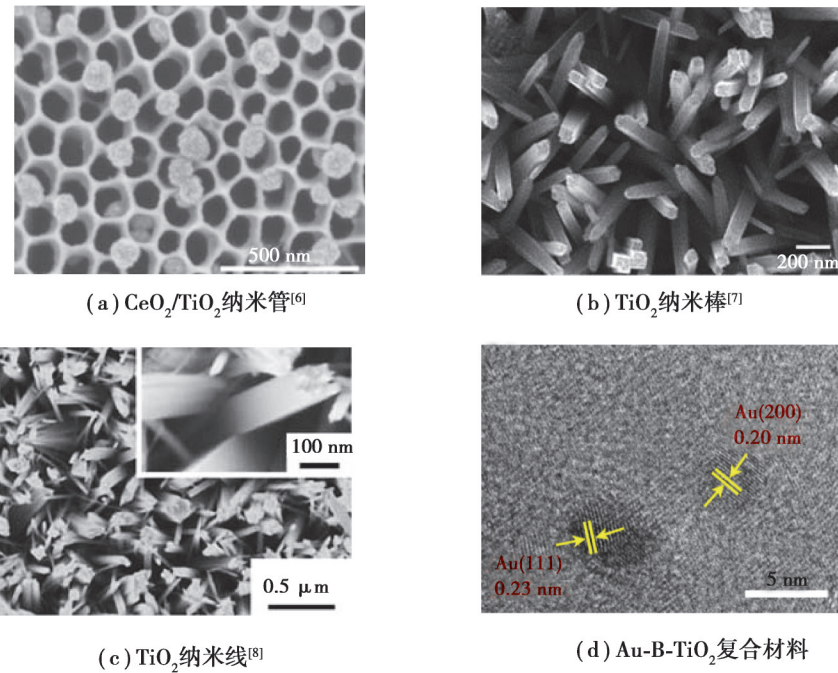 500 nm
200 nm
(a) CeO₂/TiO₂纳米管[6]
(b) TiO₂纳米棒[7]
100 nm
0.5 μm
Au(200)
0.20 nm
Au(111)
0.23 nm
5 nm
(c) TiO₂纳米线[8]
(d) Au-B-TiO₂复合材料